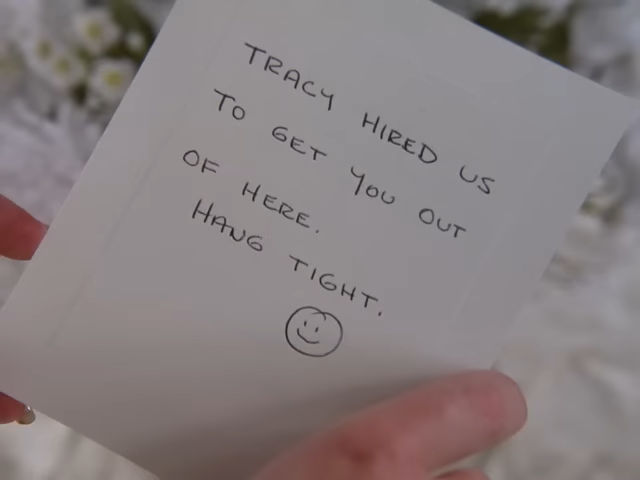 TRACY HIRED US
TO GET YOU OUT
OF HERE.
HANG TIGHT.